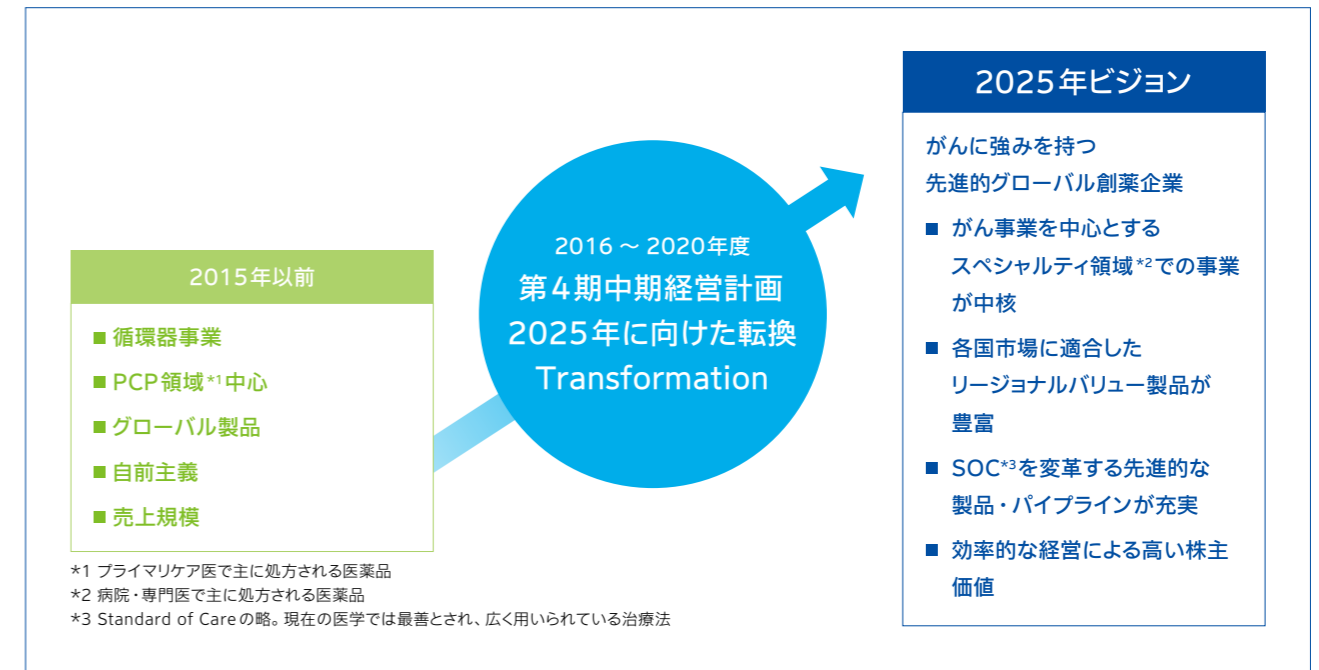 2015年以前
■ 循環器事業
■ PCP領域*1中心
■ グローバル製品
■ 自前主義
■ 売上規模
2016 ～ 2020年度
第4期中期経営計画
2025年に向けた転換
Transformation
2025年ビジョン
がんに強みを持つ
先進的グローバル創薬企業
■ がん事業を中心とする
スペシャルティ領域*2での事業
が中核
■ 各国市場に適合した
リージョナルバリュー製品が
豊富
■ SOC*3を変革する先進的な
製品・パイプラインが充実
■ 効率的な経営による高い株主
価値
*1 プライマリケア医で主に処方される医薬品
*2 病院・専門医で主に処方される医薬品
*3 Standard of Careの略。現在の医学では最善とされ、広く用いられている治療法